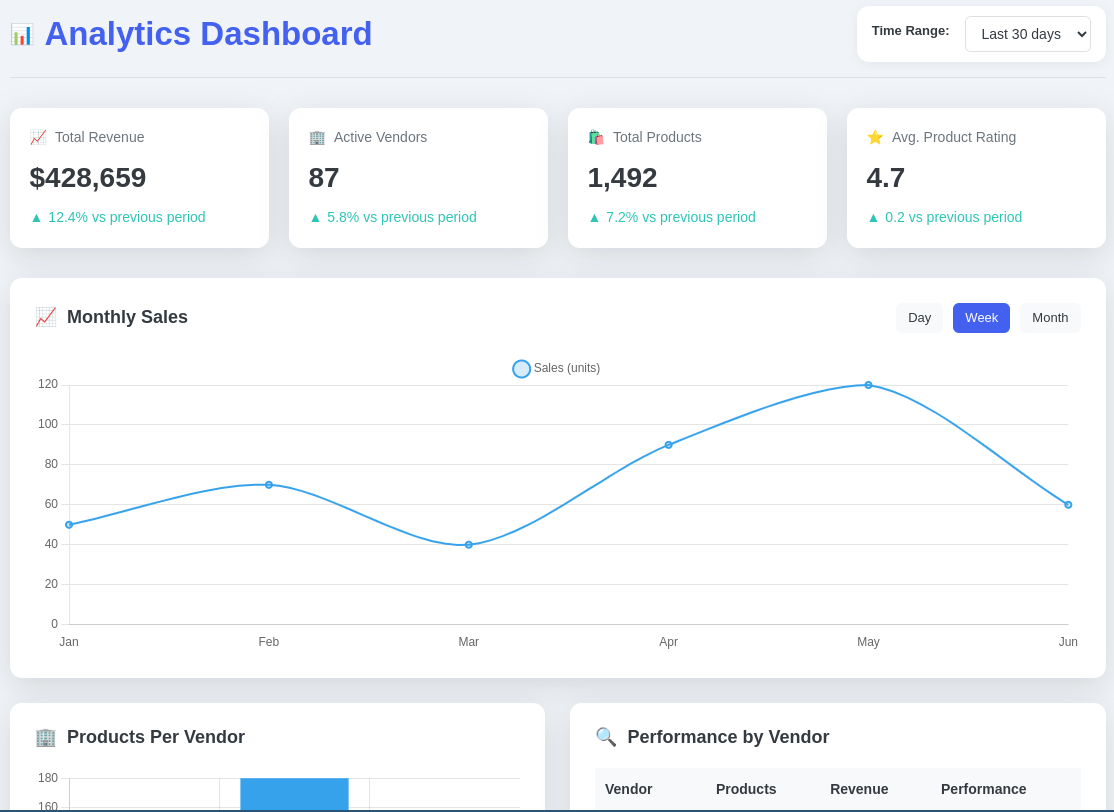 📊 Analytics Dashboard
Time Range: Last 30 days
📈 Total Revenue
$428,659
▲ 12.4% vs previous period
🏢 Active Vendors
87
▲ 5.8% vs previous period
🛍️ Total Products
1,492
▲ 7.2% vs previous period
⭐ Avg. Product Rating
4.7
▲ 0.2 vs previous period
📈 Monthly Sales
Day Week Month
Sales (units)
120
100
80
60
40
20
0
Jan Feb Mar Apr May Jun
🏢 Products Per Vendor
180
160
🔍 Performance by Vendor
Vendor Products Revenue Performance